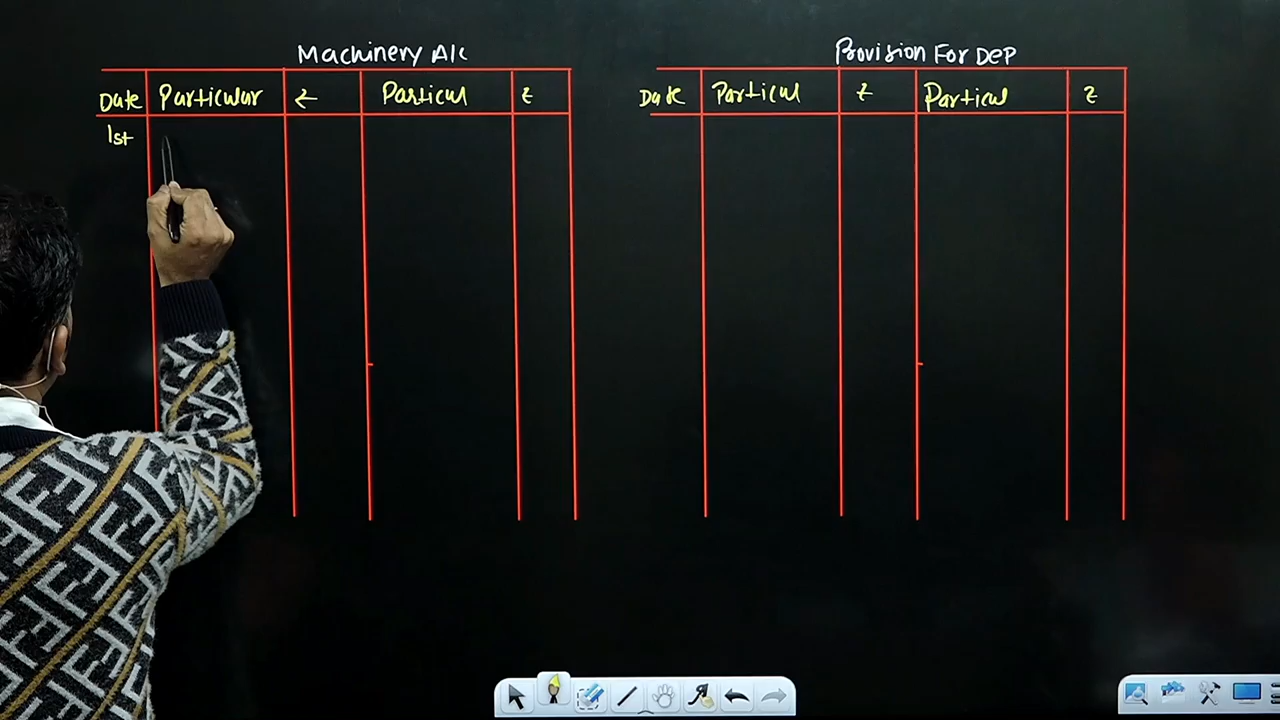 Machinery A/c
Provision For Dep
Date Particular ₹ Particul ₹
Date Particul ₹ Particul ₹
1st